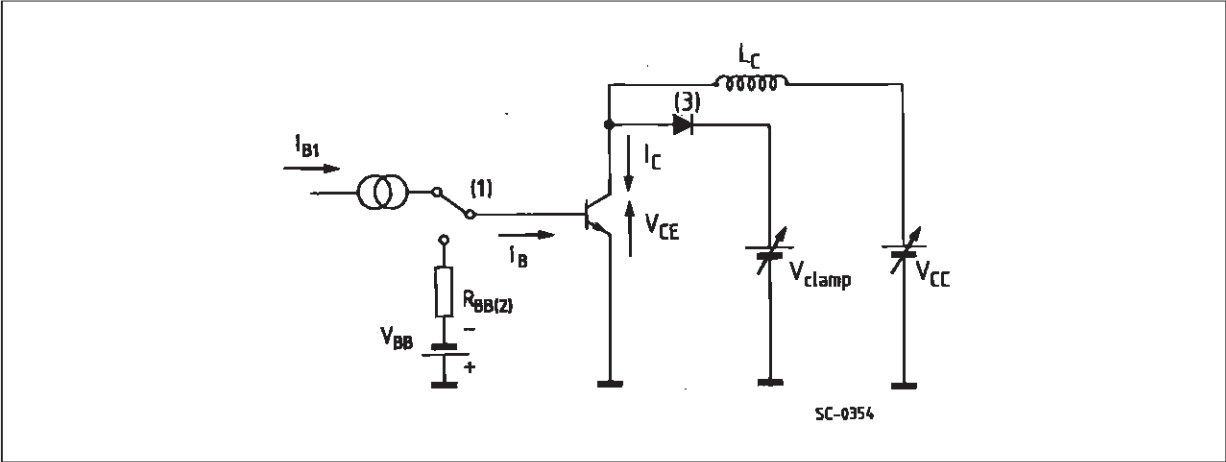 L_C
(3)
I_B1
(1)
I_C
V_CE
I_B
V_clamp
V_CC
R_BB(2)
V_BB
-
+
SC-0354